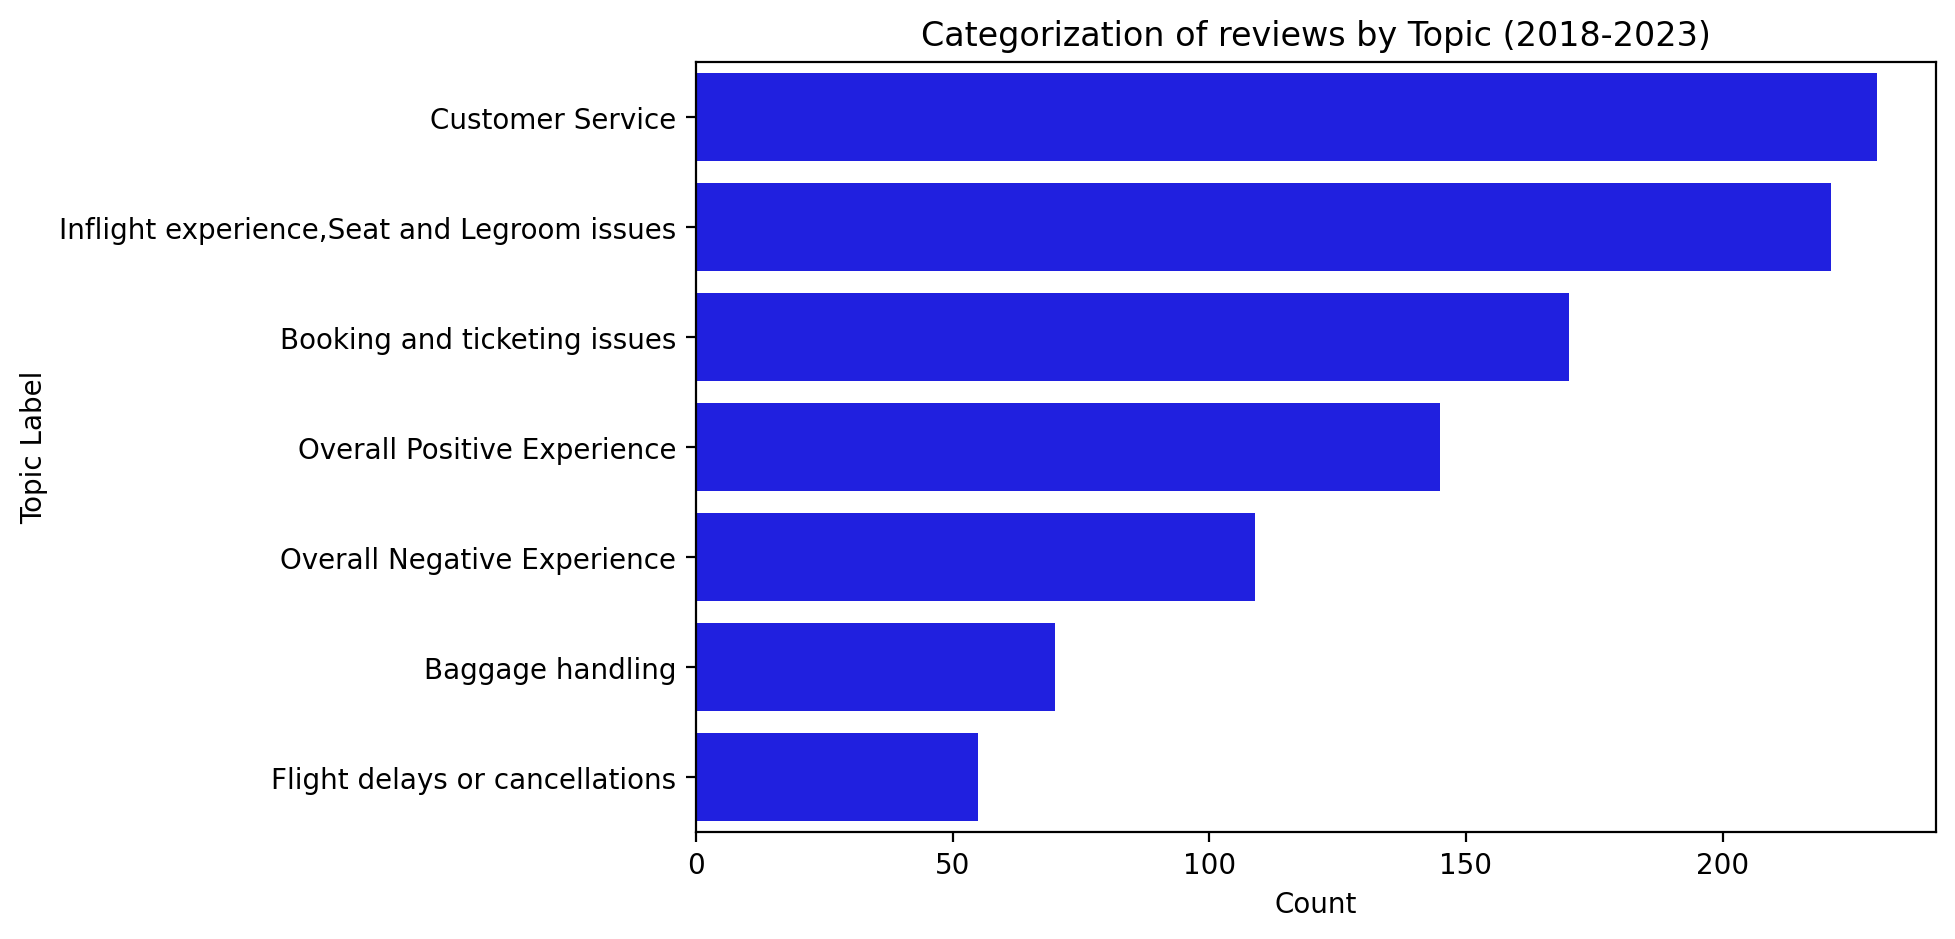 Categorization of reviews by Topic (2018-2023)
Topic Label
Customer Service
Inflight experience,Seat and Legroom issues
Booking and ticketing issues
Overall Positive Experience
Overall Negative Experience
Baggage handling
Flight delays or cancellations
0 50 100 150 200
Count